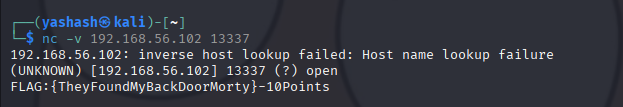 ┌──(yashash㉿kali)-[~]
└─$ nc -v 192.168.56.102 13337
192.168.56.102: inverse host lookup failed: Host name lookup failure
(UNKNOWN) [192.168.56.102] 13337 (?) open
FLAG:{TheyFoundMyBackDoorMorty}-10Points